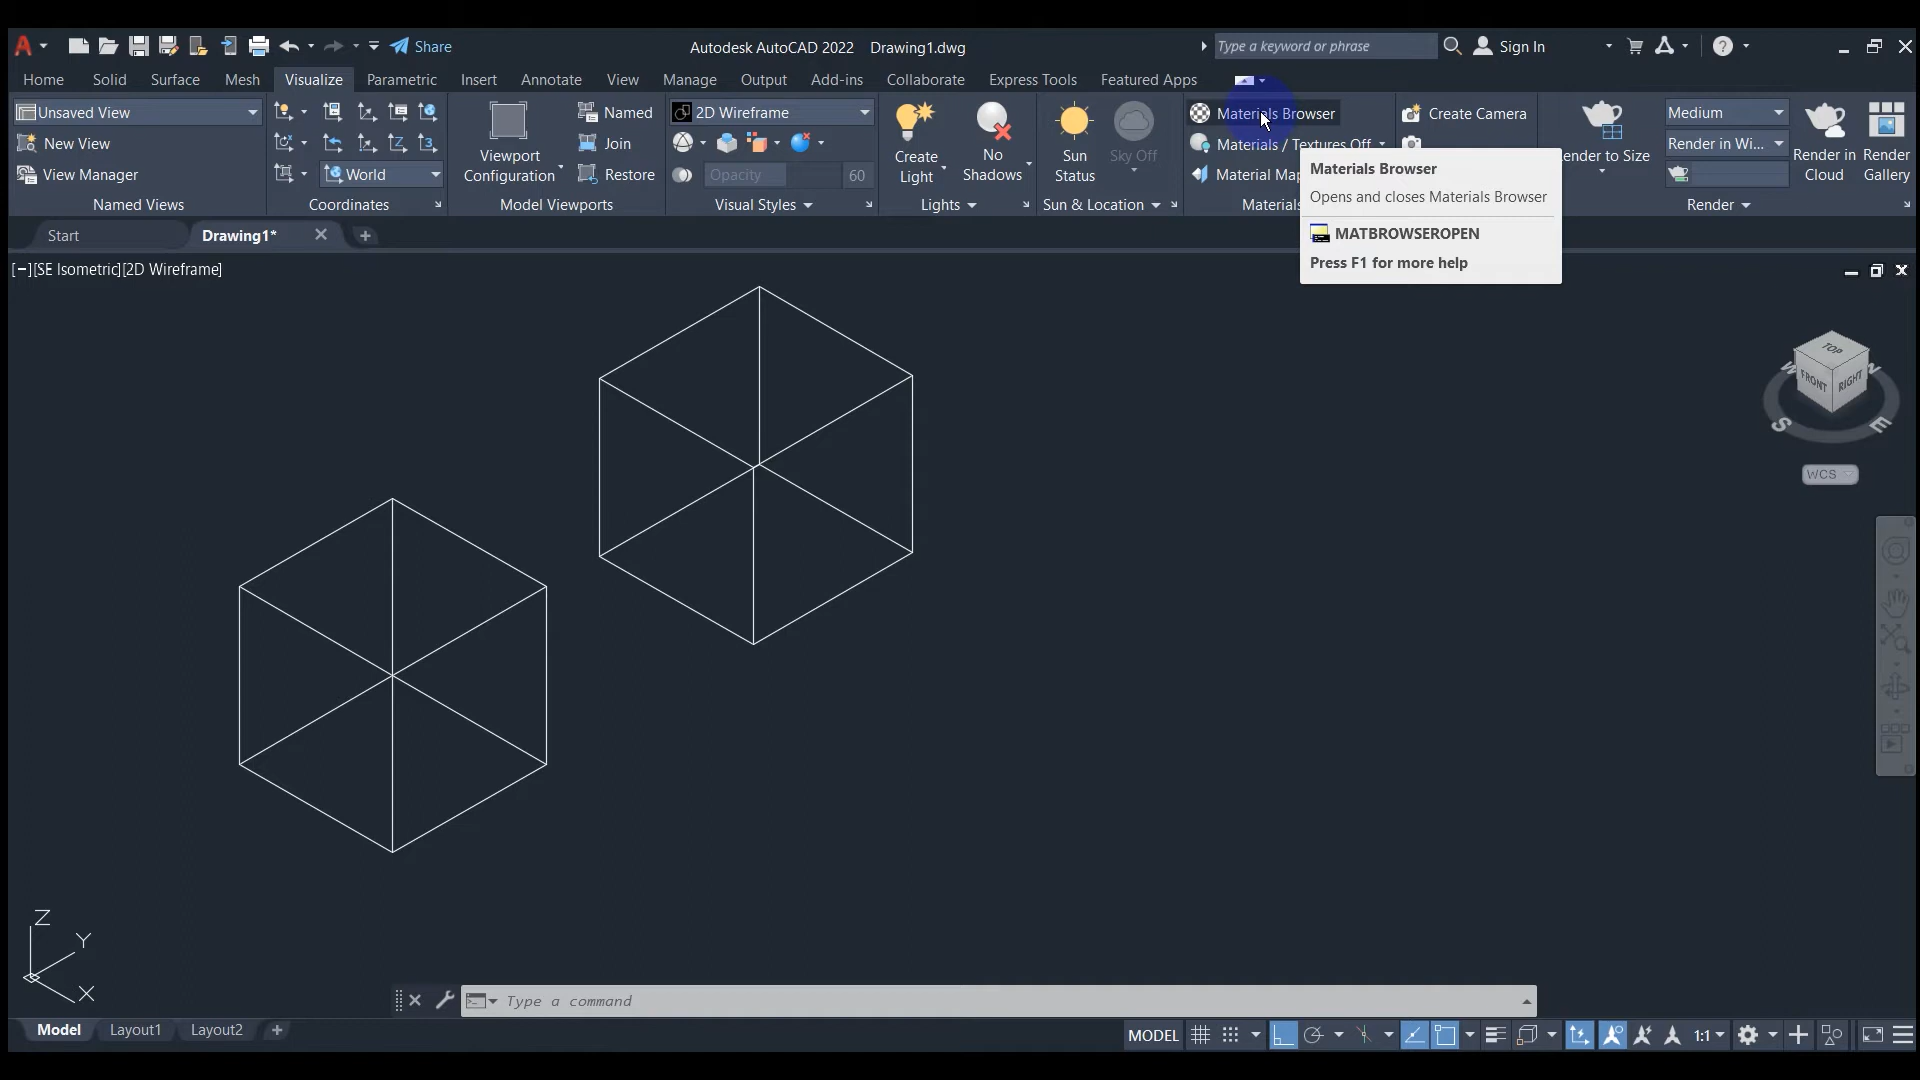 Share
Autodesk AutoCAD 2022 Drawing1.dwg
Type a keyword or phrase
Sign In
Home Solid Surface Mesh Visualize Parametric Insert Annotate View Manage Output Add-ins Collaborate Express Tools Featured Apps
Unsaved View
New View
View Manager
Named Views
World
Coordinates
Viewport
Configuration
Named
Join
Restore
Model Viewports
2D Wireframe
Opacity 60
Visual Styles
Create
Light
No
Shadows
Lights
Sun
Status
Sky Off
Sun & Location
Materials Browser
Materials / Textures Off
Material Map
Materials
Create Camera
ender to Size
Medium
Render in Wi...
Render in
Cloud
Render
Gallery
Render
Materials Browser
Opens and closes Materials Browser
MATBROWSEROPEN
Press F1 for more help
Start Drawing1*
[−][SE Isometric][2D Wireframe]
TOP
FRONT RIGHT
W N
S E
WCS
Z
Y
X
Type a command
Model Layout1 Layout2
MODEL 1:1